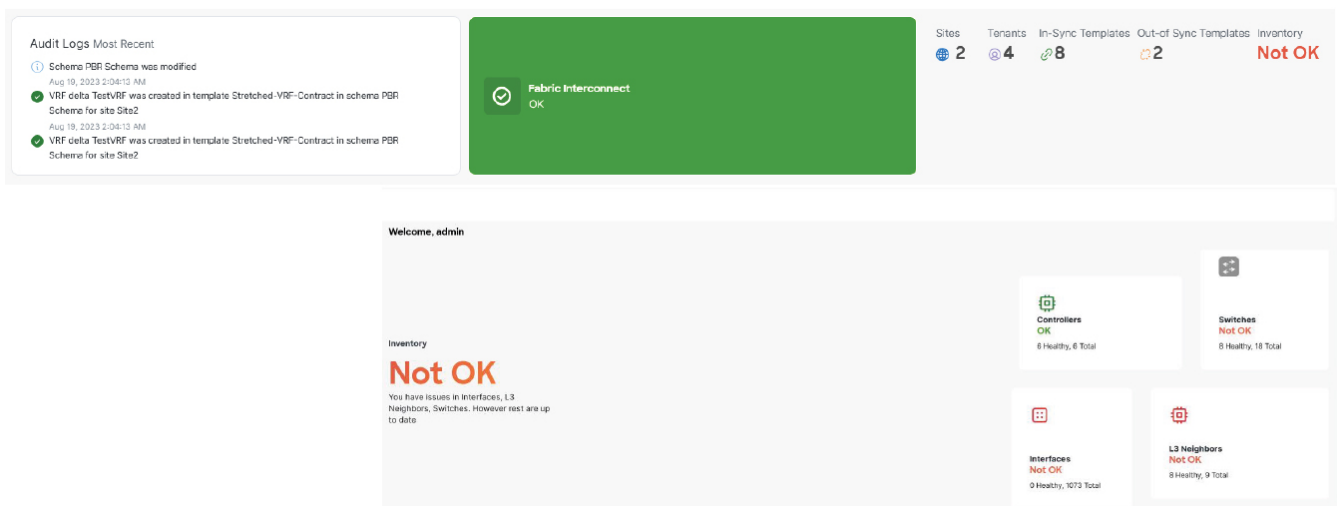 Audit Logs Most Recent
Schema PBR Schema was modified
Aug 19, 2023 2:04:13 AM
VRF delta TestVRF was created in template Stretched-VRF-Contract in schema PBR
Schema for site Site2
Aug 19, 2023 2:04:13 AM
VRF delta TestVRF was created in template Stretched-VRF-Contract in schema PBR
Schema for site Site2
Fabric Interconnect
OK
Sites Tenants In-Sync Templates Out-of Sync Templates Inventory
2 4 8 2 Not OK
Welcome, admin
Inventory
Not OK
You have issues in Interfaces, L3
Neighbors, Switches. However rest are up
to date
Controllers
OK
6 Healthy, 6 Total
Switches
Not OK
8 Healthy, 18 Total
Interfaces
Not OK
0 Healthy, 1073 Total
L3 Neighbors
Not OK
8 Healthy, 9 Total